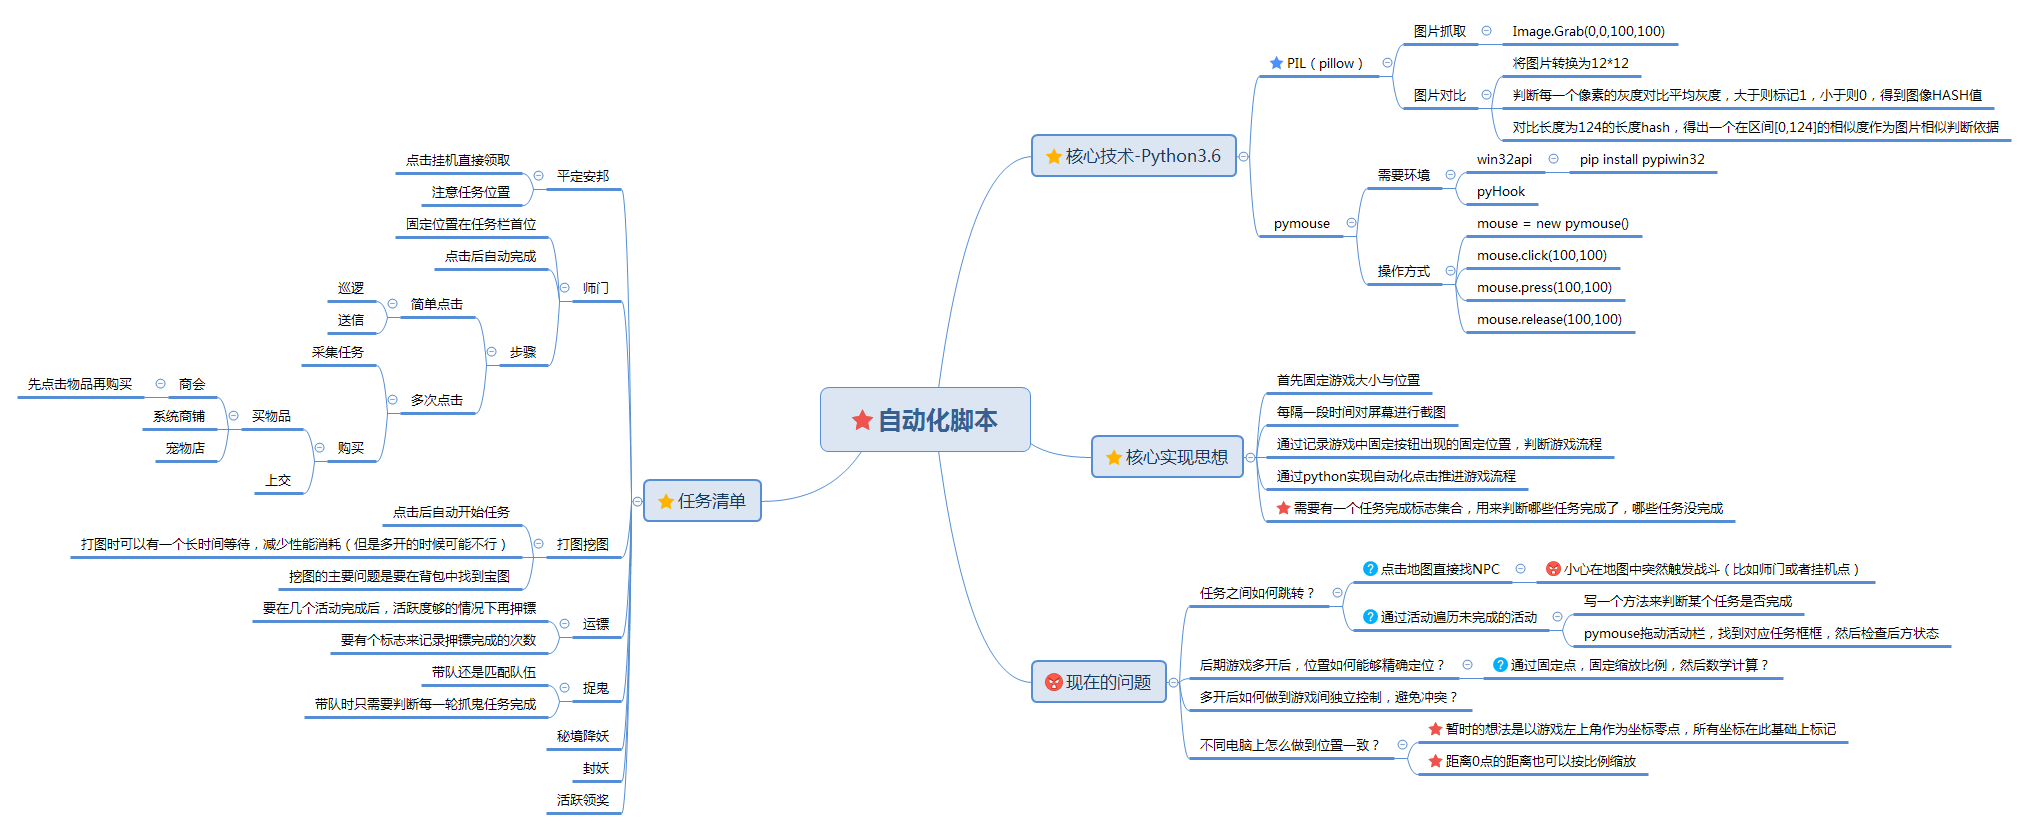 自动化脚本
核心技术-Python3.6
PIL（pillow）
图片抓取
Image.Grab(0,0,100,100)
图片对比
将图片转换为12*12
判断每一个像素的灰度对比平均灰度，大于则标记1，小于则0，得到图像HASH值
对比长度为124的长度hash，得出一个在区间[0,124]的相似度作为图片相似判断依据
pymouse
需要环境
win32api
pip install pypiwin32
pyHook
操作方式
mouse = new pymouse()
mouse.click(100,100)
mouse.press(100,100)
mouse.release(100,100)
核心实现思想
首先固定游戏大小与位置
每隔一段时间对屏幕进行截图
通过记录游戏中固定按钮出现的固定位置，判断游戏流程
通过python实现自动化点击推进游戏流程
需要有一个任务完成标志集合，用来判断哪些任务完成了，哪些任务没完成
现在的问题
任务之间如何跳转？
点击地图直接找NPC
小心在地图中突然触发战斗（比如师门或者挂机点）
通过活动遍历未完成的活动
写一个方法来判断某个任务是否完成
pymouse拖动活动栏，找到对应任务框框，然后检查后方状态
后期游戏多开后，位置如何能够精确定位？
通过固定点，固定缩放比例，然后数学计算？
多开后如何做到游戏间独立控制，避免冲突？
不同电脑上怎么做到位置一致？
暂时的想法是以游戏左上角作为坐标零点，所有坐标在此基础上标记
距离0点的距离也可以按比例缩放
任务清单
平定安邦
点击挂机直接领取
注意任务位置
师门
固定位置在任务栏首位
点击后自动完成
步骤
简单点击
巡逻
送信
多次点击
采集任务
购买
买物品
商会
先点击物品再购买
系统商铺
宠物店
上交
打图挖图
点击后自动开始任务
打图时可以有一个长时间等待，减少性能消耗（但是多开的时候可能不行）
挖图的主要问题是要在背包中找到宝图
运镖
要在几个活动完成后，活跃度够的情况下再押镖
要有个标志来记录押镖完成的次数
捉鬼
带队还是匹配队伍
带队时只需要判断每一轮抓鬼任务完成
秘境降妖
封妖
活跃领奖